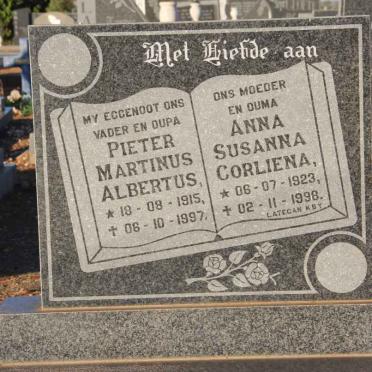 Met Liefde aan
MY EGGENOOT ONS
VADER EN OUPA
PIETER
MARTINUS
ALBERTUS,
* 18-08-1915,
✝ 06-10-1997.
ONS MOEDER
EN OUMA
ANNA
SUSANNA
CORLIENA,
* 06-07-1923,
✝ 02-11-1998.
LATEGAN KBY.